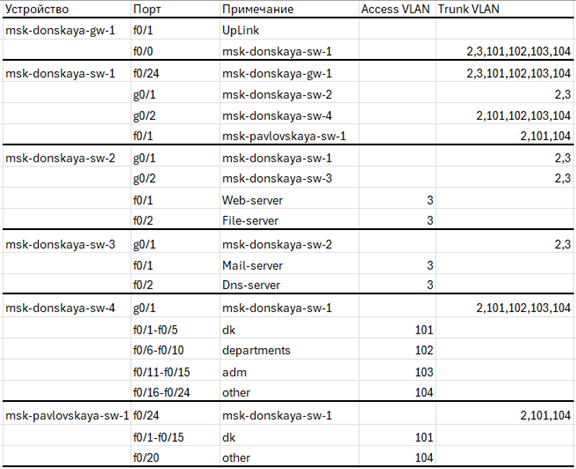 Устройство Порт Примечание Access VLAN Trunk VLAN
msk-donskaya-gw-1 f0/1 UpLink
f0/0 msk-donskaya-sw-1 2,3,101,102,103,104
msk-donskaya-sw-1 f0/24 msk-donskaya-gw-1 2,3,101,102,103,104
g0/1 msk-donskaya-sw-2 2,3
g0/2 msk-donskaya-sw-4 2,101,102,103,104
f0/1 msk-pavlovskaya-sw-1 2,101,104
msk-donskaya-sw-2 g0/1 msk-donskaya-sw-1 2,3
g0/2 msk-donskaya-sw-3 2,3
f0/1 Web-server 3
f0/2 File-server 3
msk-donskaya-sw-3 g0/1 msk-donskaya-sw-2 2,3
f0/1 Mail-server 3
f0/2 Dns-server 3
msk-donskaya-sw-4 g0/1 msk-donskaya-sw-1 2,101,102,103,104
f0/1-f0/5 dk 101
f0/6-f0/10 departments 102
f0/11-f0/15 adm 103
f0/16-f0/24 other 104
msk-pavlovskaya-sw-1 f0/24 msk-donskaya-sw-1 2,101,104
f0/1-f0/15 dk 101
f0/20 other 104